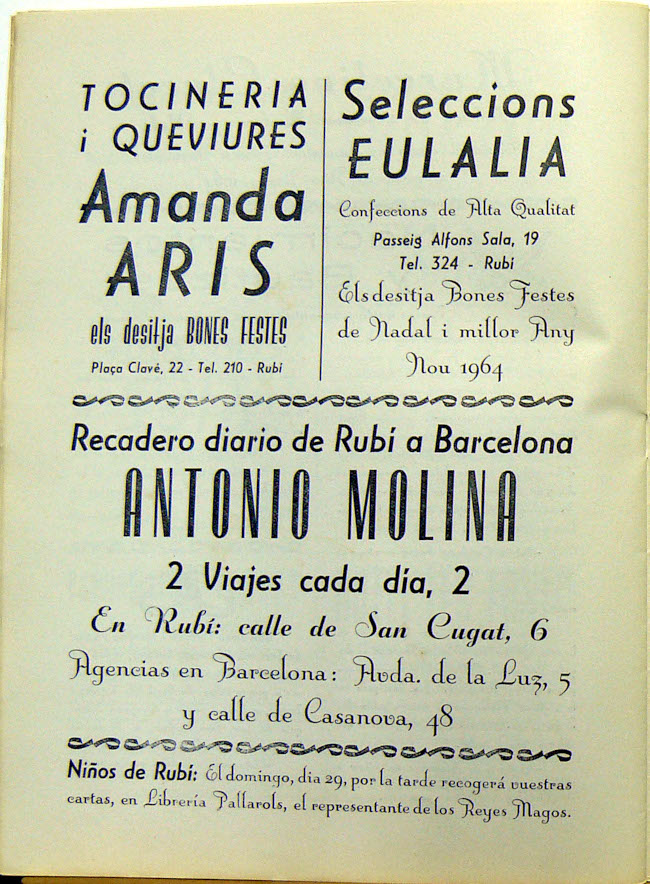 TOCINERIA
i QUEVIURES
Amanda
ARIS
els desitja BONES FESTES
Plaça Clavé, 22 - Tel. 210 - Rubí
Seleccions
EULALIA
Confeccions de Alta Qualitat
Passeig Alfons Sala, 19
Tel. 324 - Rubí
Els desitja Bones Festes
de Nadal i millor Any
Nou 1964
Recadero diario de Rubí a Barcelona
ANTONIO MOLINA
2 Viajes cada día, 2
En Rubí: calle de San Cugat, 6
Agencias en Barcelona: Avda. de la Luz, 5
y calle de Casanova, 48
Niños de Rubí: El domingo, dia 29, por la tarde recogerá vuestras
cartas, en Librería Pallarols, el representante de los Reyes Magos.